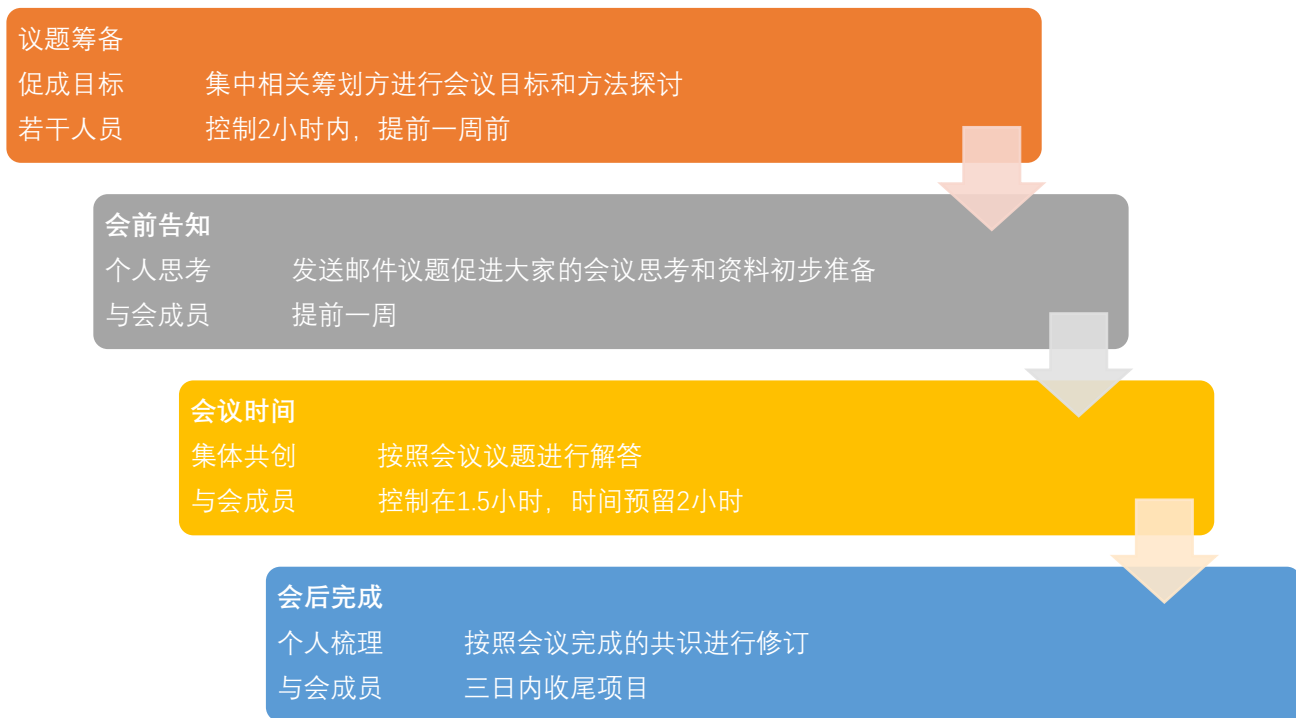 议题筹备
促成目标 集中相关筹划方进行会议目标和方法探讨
若干人员 控制2小时内，提前一周前
会前告知
个人思考 发送邮件议题促进大家的会议思考和资料初步准备
与会成员 提前一周
会议时间
集体共创 按照会议议题进行解答
与会成员 控制在1.5小时，时间预留2小时
会后完成
个人梳理 按照会议完成的共识进行修订
与会成员 三日内收尾项目